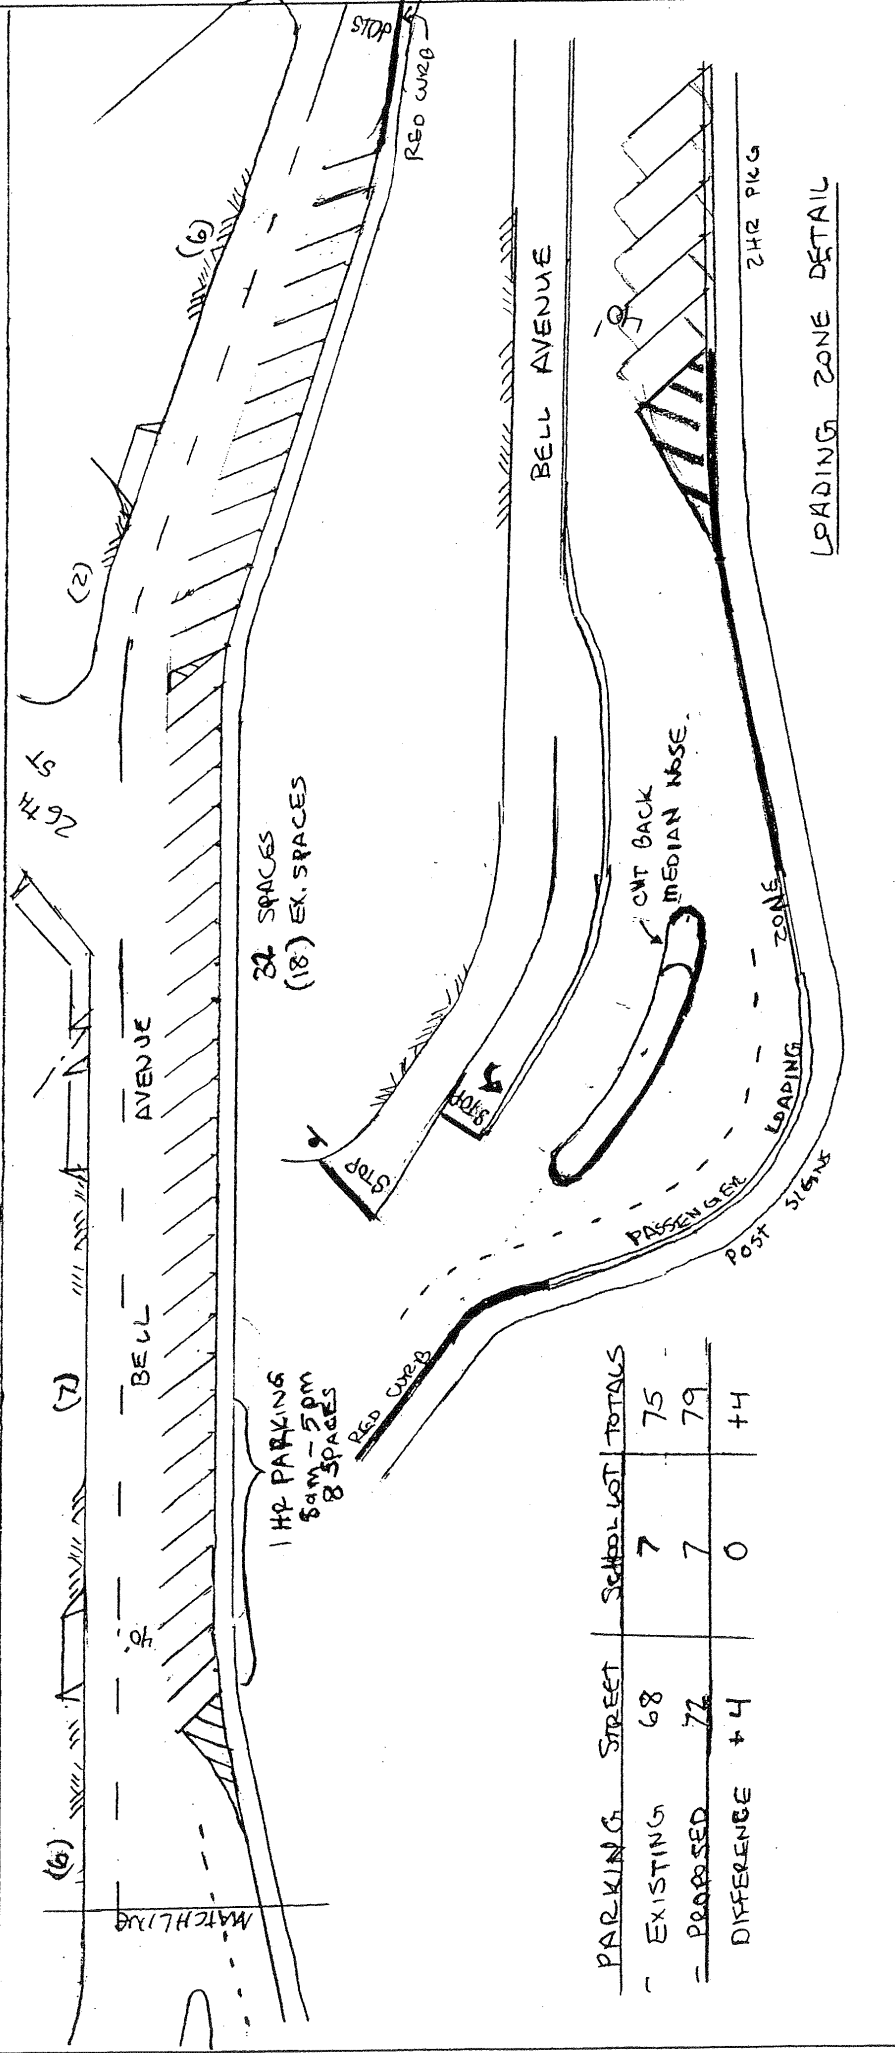 STOP
RED CURB
(6)
(2)
26TH
ST
BELL AVENUE
32 SPACES
(18) EX. SPACES
(7)
1 HR PARKING
8am - 5pm
8 SPACES
40'
(6)
MATCHLINE
BELL AVENUE
2HR PKG
LOADING ZONE DETAIL
CUT BACK
MEDIAN NOSE.
STOP
STOP
PASSENGER LOADING ZONE
POST SIGNS
RED CURB
PARKING STREET SCHOOL LOT TOTALS
- EXISTING 68 7 75
- PROPOSED 72 7 79
DIFFERENCE +4 0 +4